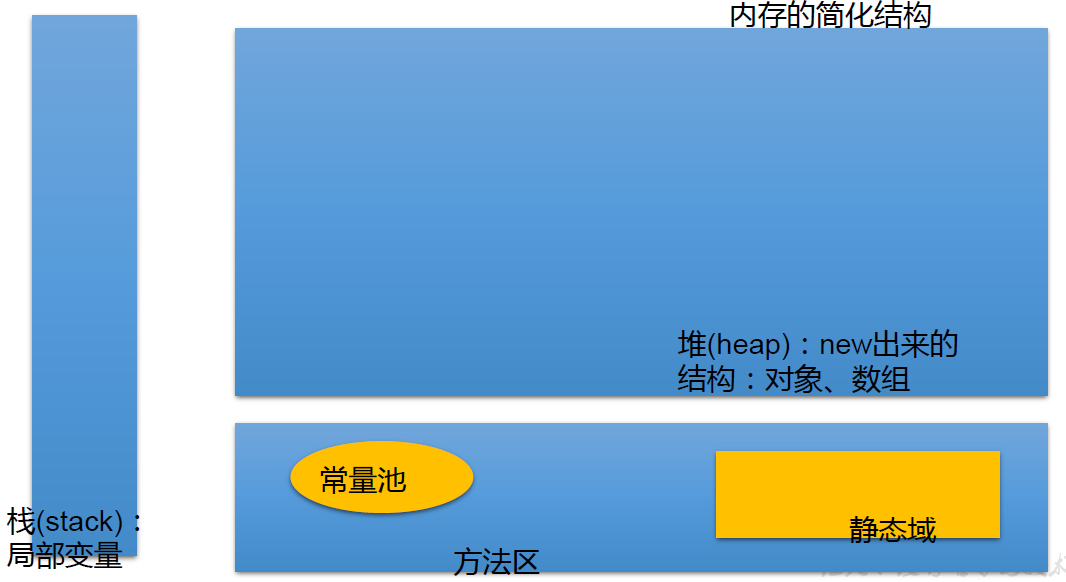 内存的简化结构
堆(heap)：new出来的
结构：对象、数组
常量池
静态域
栈(stack)：
局部变量
方法区